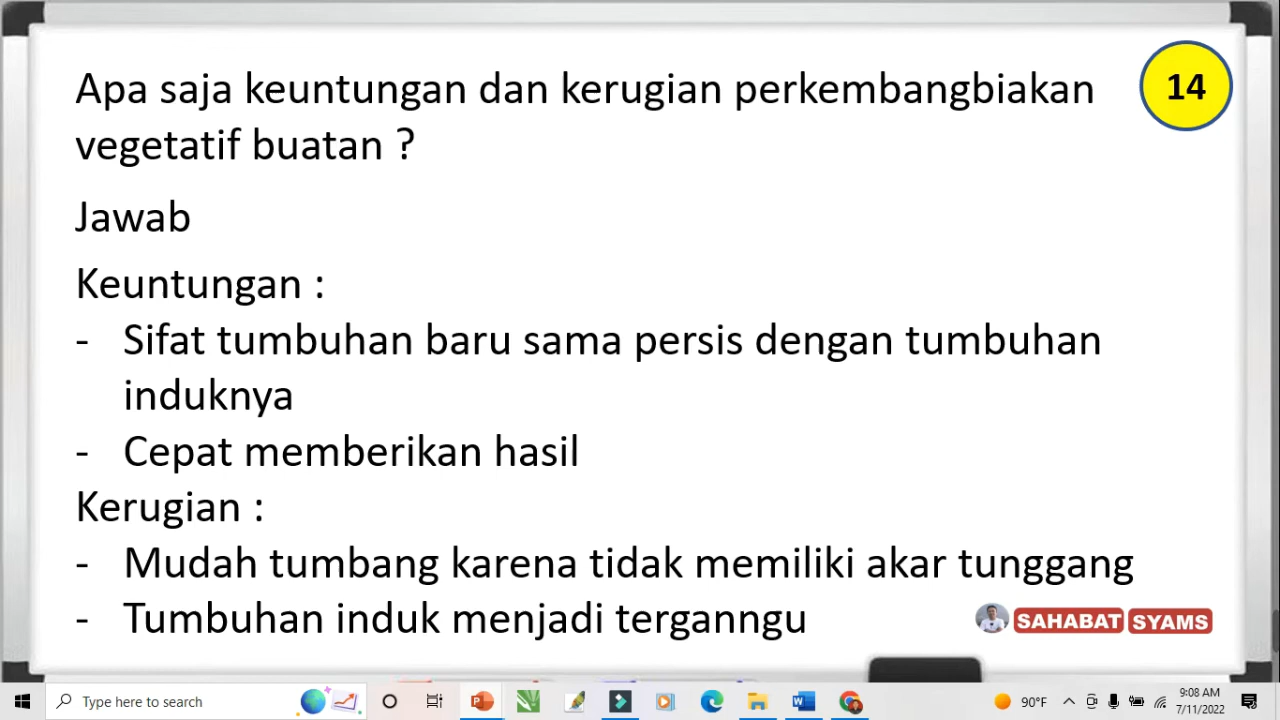 Apa saja keuntungan dan kerugian perkembangbiakan
14
vegetatif buatan ?
Jawab
Keuntungan :
- Sifat tumbuhan baru sama persis dengan tumbuhan
induknya
- Cepat memberikan hasil
Kerugian :
- Mudah tumbang karena tidak memiliki akar tunggang
- Tumbuhan induk menjadi terganngu
SAHABAT SYAMS
Type here to search
90°F
9:08 AM
7/11/2022